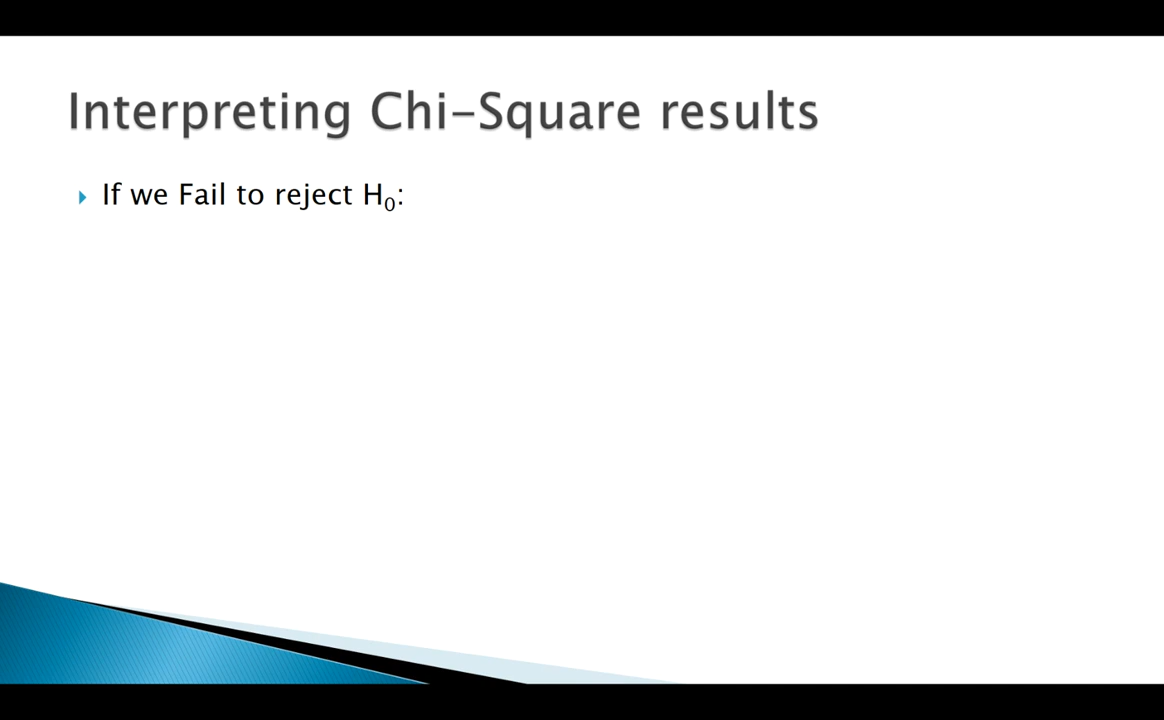 Interpreting Chi-Square results
If we Fail to reject H₀: